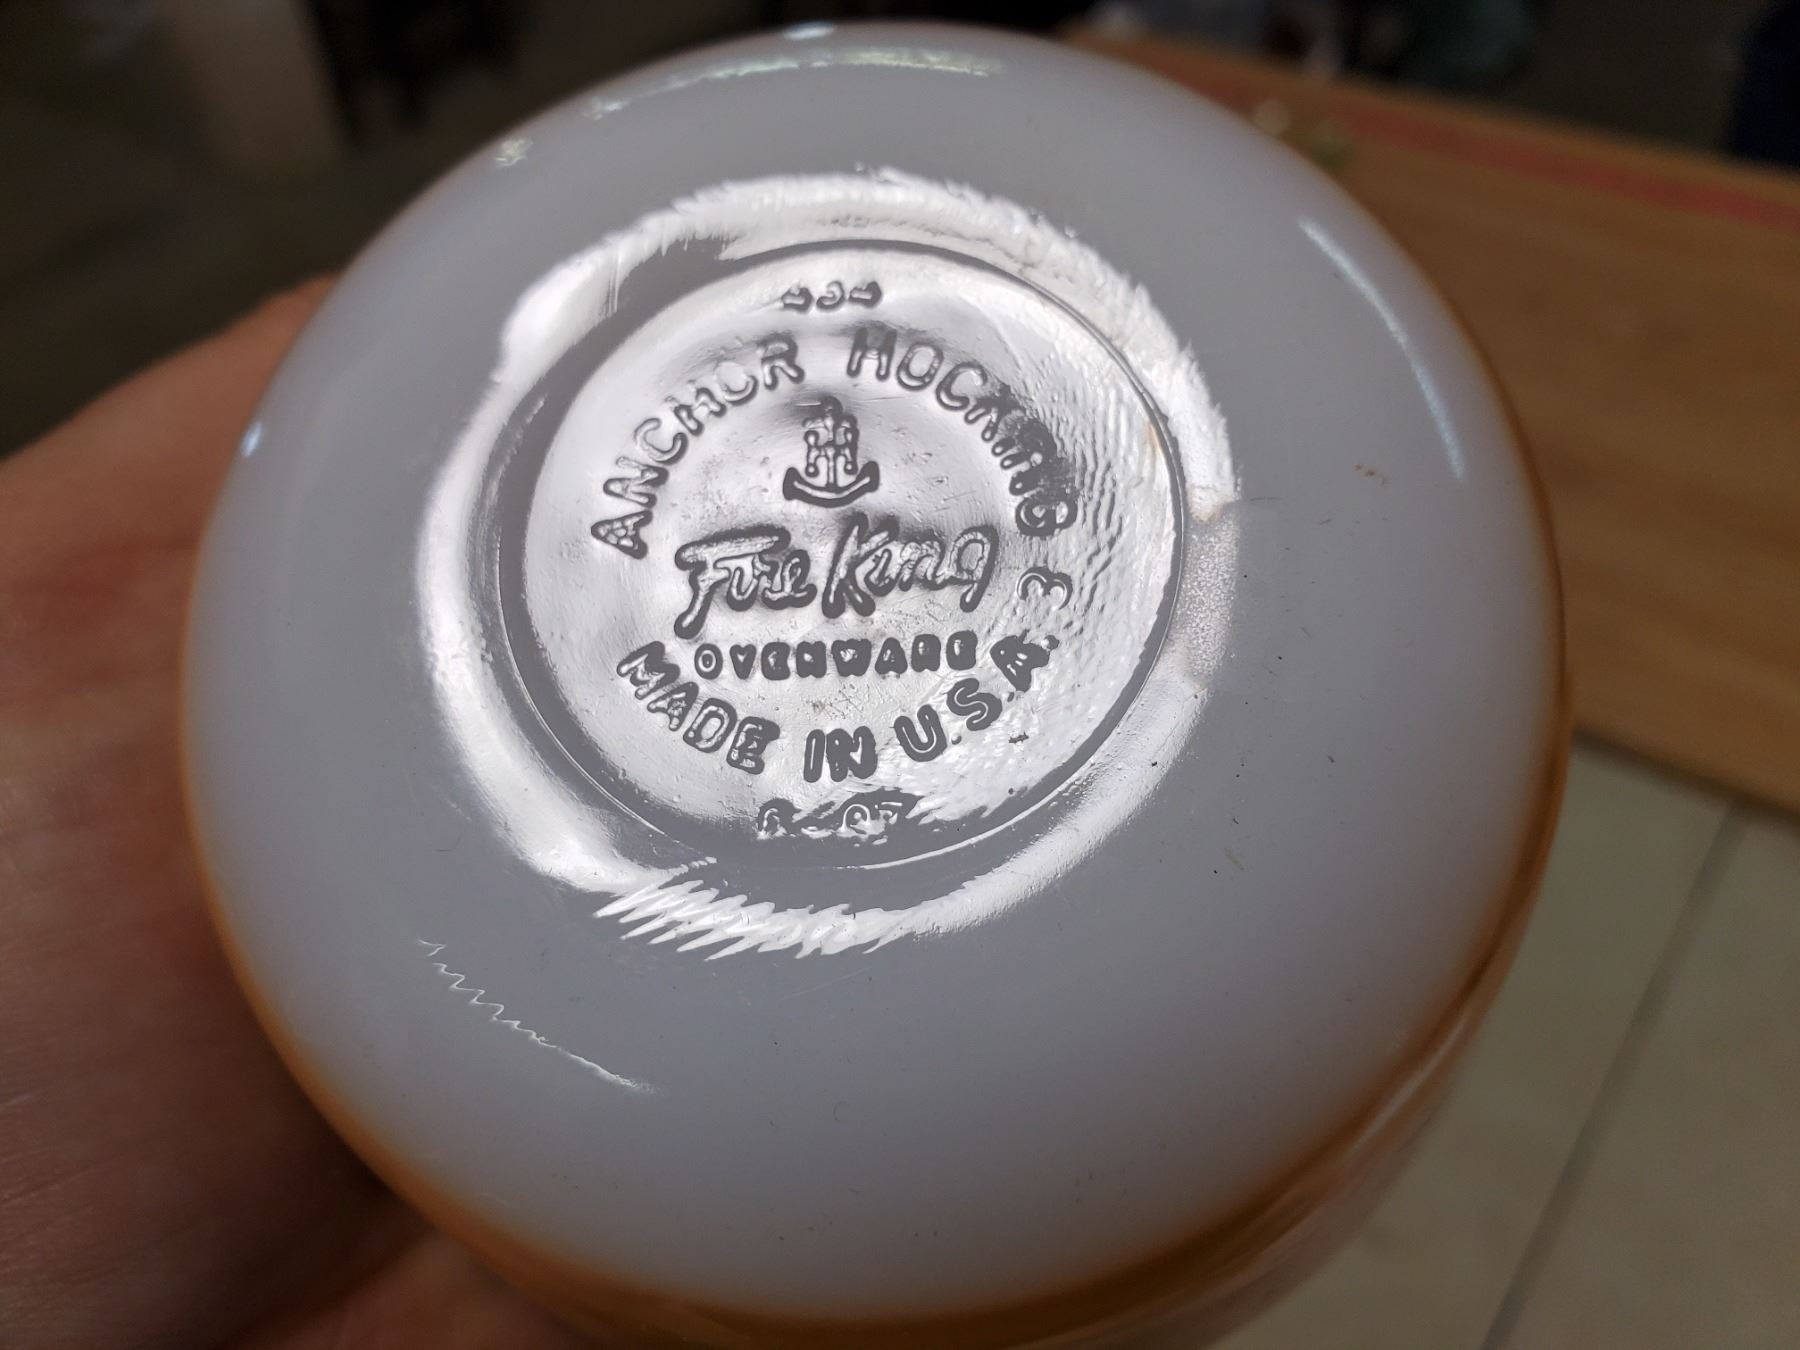 ANCHOR HOCKING
Fire King
OVENWARE
MADE IN U.S.A.